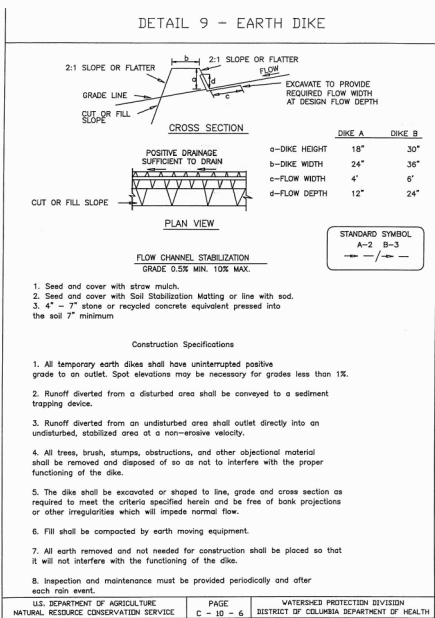 DETAIL 9 - EARTH DIKE
b
2:1 SLOPE OR FLATTER
2:1 SLOPE OR FLATTER
FLOW
a
d
c
GRADE LINE
EXCAVATE TO PROVIDE
REQUIRED FLOW WIDTH
AT DESIGN FLOW DEPTH
CUT OR FILL
SLOPE
CROSS SECTION
DIKE A DIKE B
a-DIKE HEIGHT 18" 30"
b-DIKE WIDTH 24" 36"
c-FLOW WIDTH 4' 6'
d-FLOW DEPTH 12" 24"
POSITIVE DRAINAGE
SUFFICIENT TO DRAIN
CUT OR FILL SLOPE
PLAN VIEW
STANDARD SYMBOL
A-2 B-3
FLOW CHANNEL STABILIZATION
GRADE 0.5% MIN. 10% MAX.
1. Seed and cover with straw mulch.
2. Seed and cover with Soil Stabilization Matting or line with sod.
3. 4" - 7" stone or recycled concrete equivalent pressed into
the soil 7" minimum
Construction Specifications
1. All temporary earth dikes shall have uninterrupted positive
grade to an outlet. Spot elevations may be necessary for grades less than 1%.
2. Runoff diverted from a disturbed area shall be conveyed to a sediment
trapping device.
3. Runoff diverted from an undisturbed area shall outlet directly into an
undisturbed, stabilized area at a non-erosive velocity.
4. All trees, brush, stumps, obstructions, and other objectional material
shall be removed and disposed of so as not to interfere with the proper
functioning of the dike.
5. The dike shall be excavated or shaped to line, grade and cross section as
required to meet the criteria specified herein and be free of bank projections
or other irregularities which will impede normal flow.
6. Fill shall be compacted by earth moving equipment.
7. All earth removed and not needed for construction shall be placed so that
it will not interfere with the functioning of the dike.
8. Inspection and maintenance must be provided periodically and after
each rain event.
U.S. DEPARTMENT OF AGRICULTURE
NATURAL RESOURCE CONSERVATION SERVICE
PAGE
C - 10 - 6
WATERSHED PROTECTION DIVISION
DISTRICT OF COLUMBIA DEPARTMENT OF HEALTH